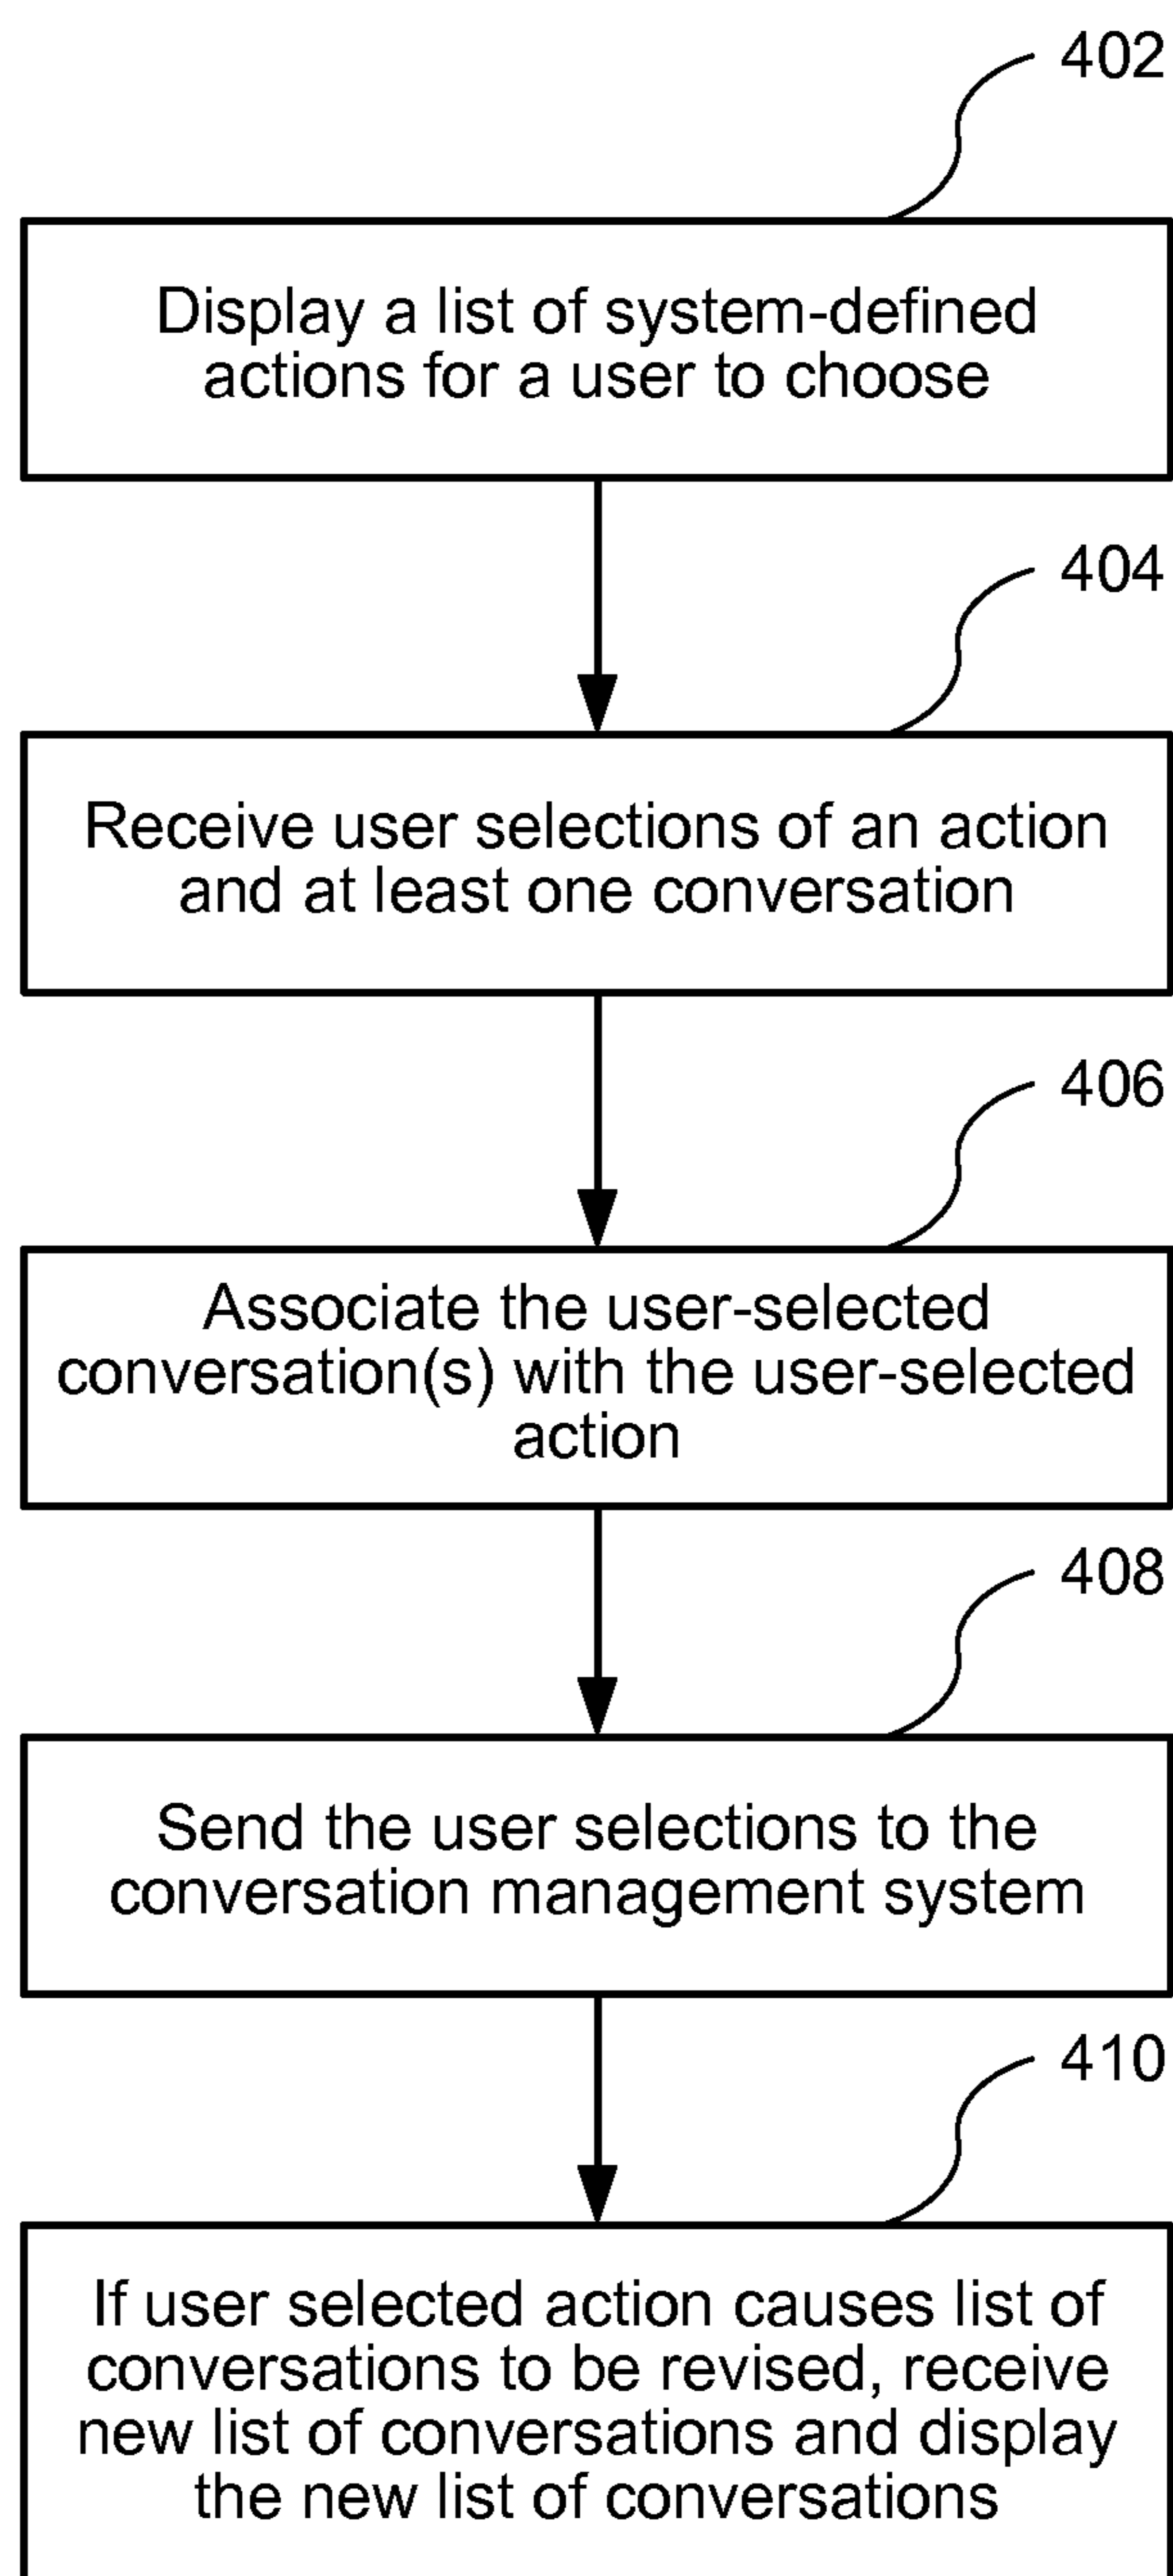 402
Display a list of system-defined
actions for a user to choose
404
Receive user selections of an action
and at least one conversation
406
Associate the user-selected
conversation(s) with the user-selected
action
408
Send the user selections to the
conversation management system
410
If user selected action causes list of
conversations to be revised, receive
new list of conversations and display
the new list of conversations